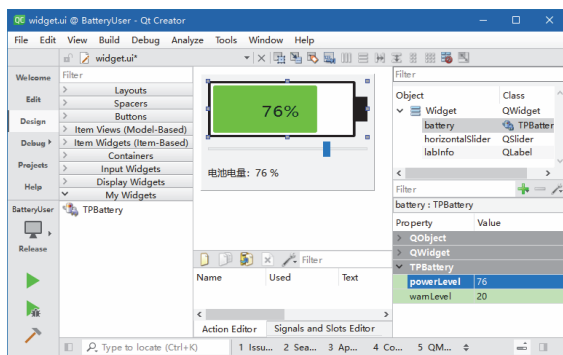 widget.ui @ BatteryUser - Qt Creator
File Edit View Build Debug Analyze Tools Window Help
widget.ui*
Welcome
Edit
Design
Debug
Projects
Help
BatteryUser
Release
Filter
Layouts
Spacers
Buttons
Item Views (Model-Based)
Item Widgets (Item-Based)
Containers
Input Widgets
Display Widgets
My Widgets
TPBattery
76%
电池电量：76 %
Filter
Name Used Text
Action Editor Signals and Slots Editor
Filter
Object Class
Widget QWidget
battery TPBatter
horizontalSlider QSlider
labInfo QLabel
Filter
battery : TPBattery
Property Value
QObject
QWidget
TPBattery
powerLevel 76
warnLevel 20
Type to locate (Ctrl+K) 1 Issu... 2 Sea... 3 Ap... 4 Co... 5 QM...